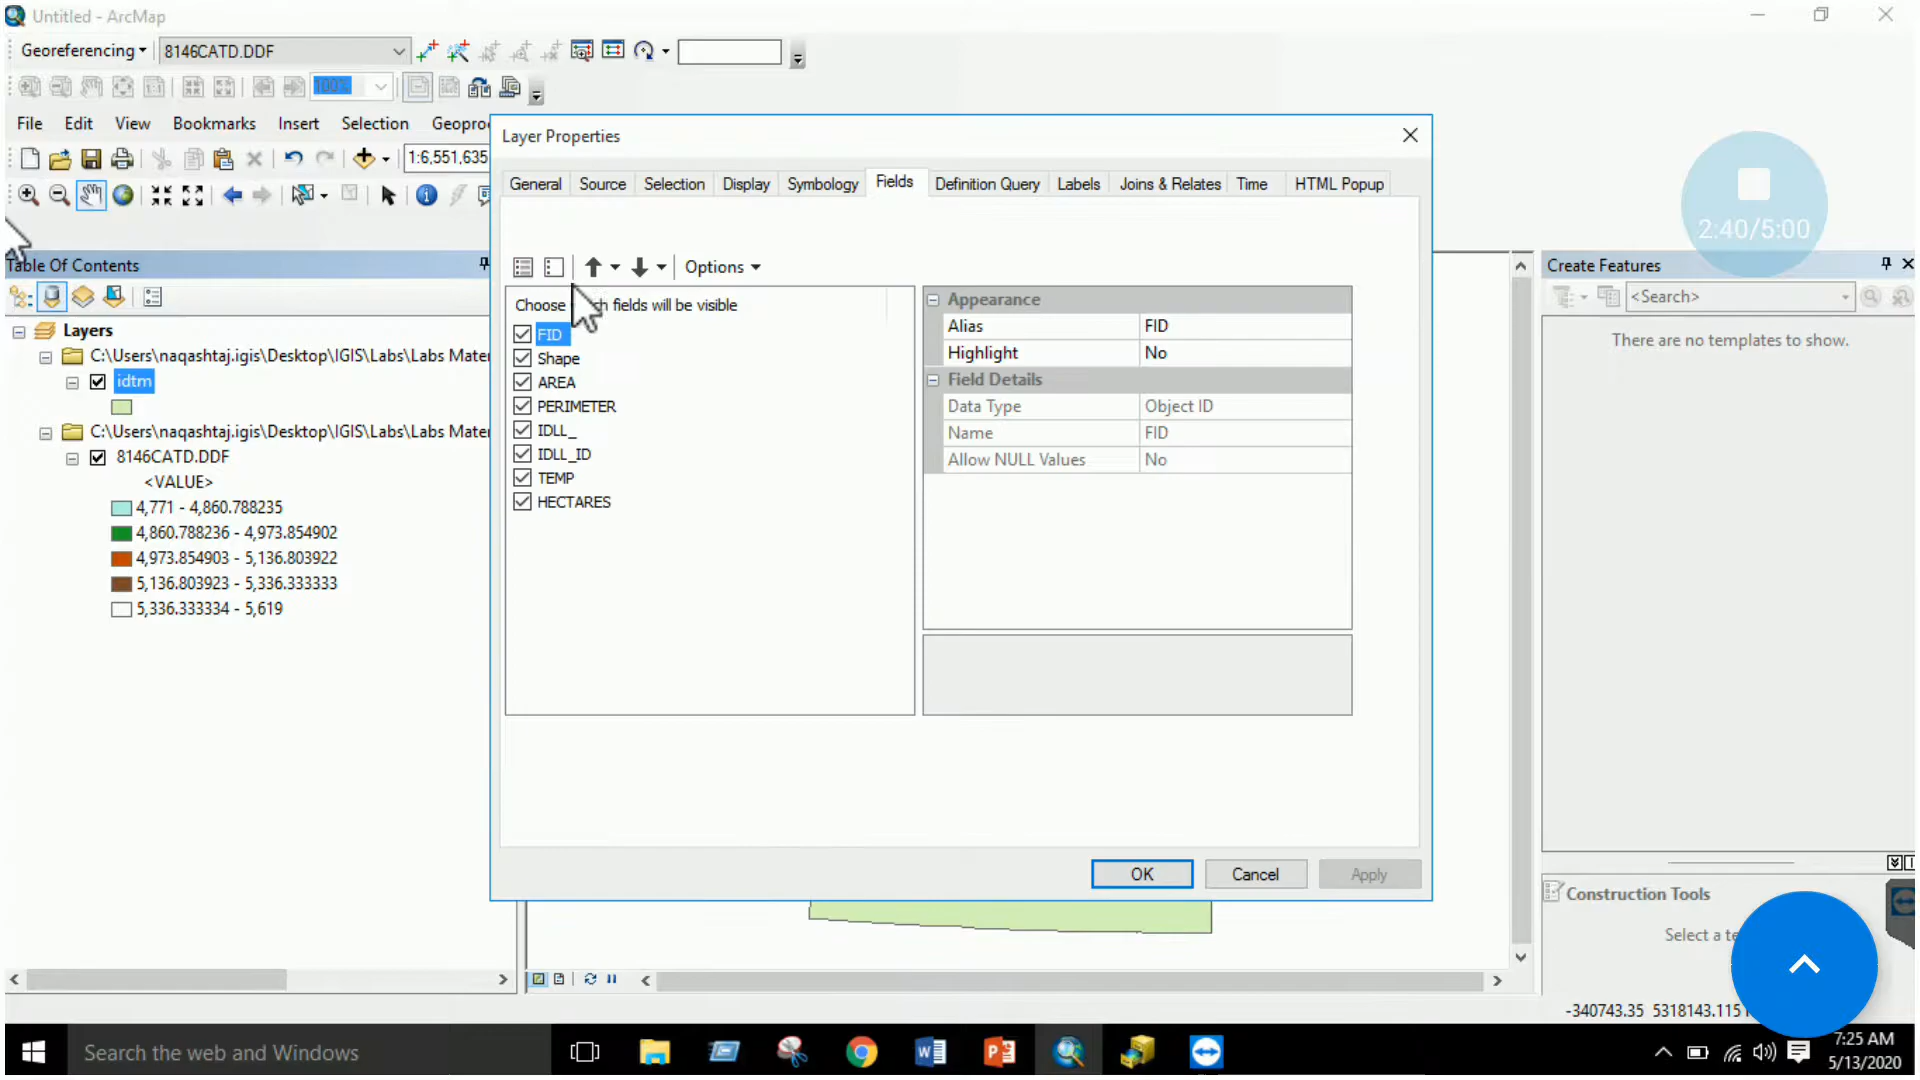 Untitled - ArcMap
Georeferencing
8146CATD.DDF
100%
File Edit View Bookmarks Insert Selection
1:6,551,635
Table Of Contents
Layers
C:\Users\naqashtaj.igis\Desktop\IGIS\Labs\Labs
idtm
C:\Users\naqashtaj.igis\Desktop\IGIS\Labs\Labs
8146CATD.DDF
<VALUE>
4,771 - 4,860.788235
4,860.788236 - 4,973.854902
4,973.854903 - 5,136.803922
5,136.803923 - 5,336.333333
5,336.333334 - 5,619
Layer Properties
General Source Selection Display Symbology Fields Definition Query Labels Joins & Relates Time HTML Popup
Options
Choose fields will be visible
FID
Shape
AREA
PERIMETER
IDLL_
IDLL_ID
TEMP
HECTARES
Appearance
Alias FID
Highlight No
Field Details
Data Type Object ID
Name FID
Allow NULL Values No
OK Cancel Apply
2:40/5:00
Create Features
<Search>
There are no templates to show.
Construction Tools
Select a
-340743.35
Search the web and Windows
7:25 AM
5/13/2020